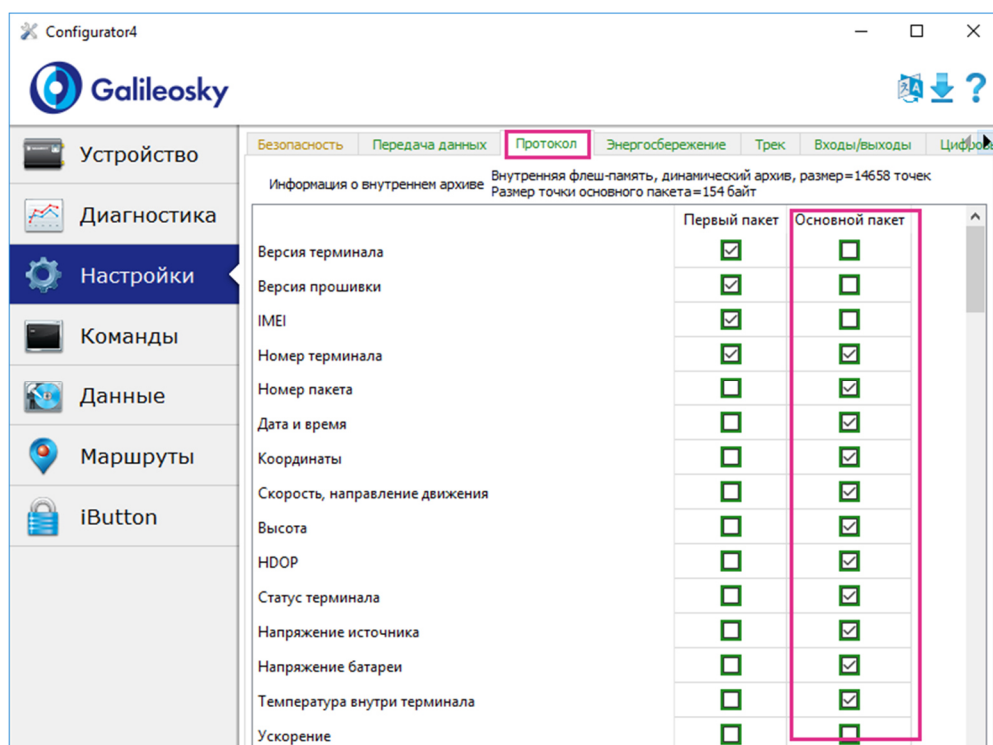 Configurator4
Galileosky
Устройство
Диагностика
Настройки
Команды
Данные
Маршруты
iButton
Безопасность Передача данных Протокол Энергосбережение Трек Входы/выходы
Информация о внутреннем архиве
Внутренняя флеш-память, динамический архив, размер=14658 точек
Размер точки основного пакета=154 байт
Первый пакет Основной пакет
Версия терминала
Версия прошивки
IMEI
Номер терминала
Номер пакета
Дата и время
Координаты
Скорость, направление движения
Высота
HDOP
Статус терминала
Напряжение источника
Напряжение батареи
Температура внутри терминала
Ускорение